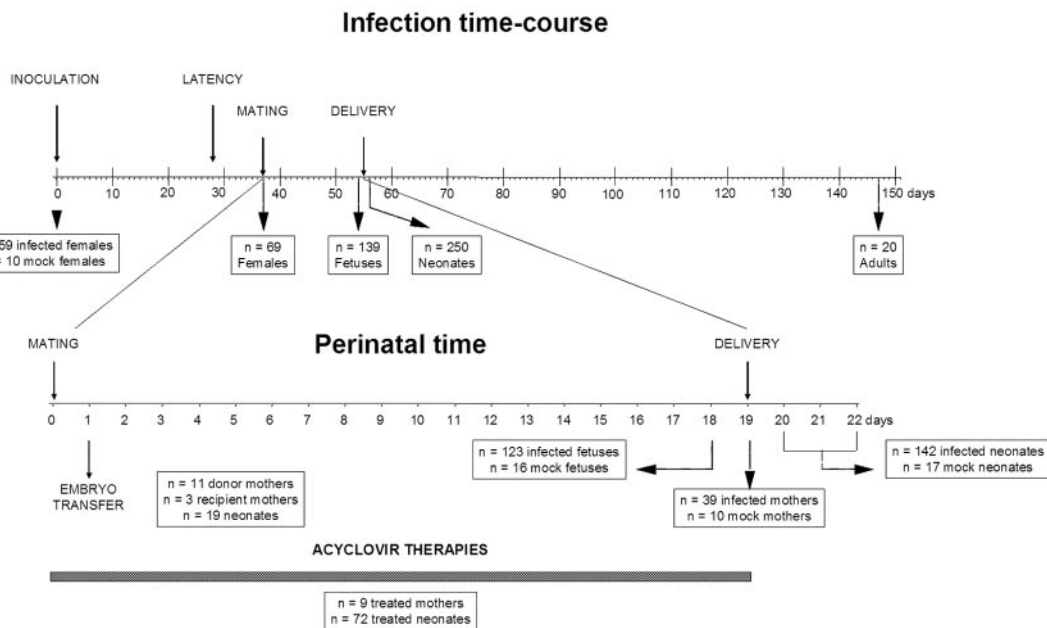 Infection time-course
INOCULATION
LATENCY
MATING
DELIVERY
0 10 20 30 40 50 60 70 80 90 100 110 120 130 140 150 days
59 infected females
= 10 mock females
n = 69
Females
n = 139
Fetuses
n = 250
Neonates
n = 20
Adults
MATING
Perinatal time
DELIVERY
0 1 2 3 4 5 6 7 8 9 10 11 12 13 14 15 16 17 18 19 20 21 22 days
EMBRYO
TRANSFER
n = 11 donor mothers
n = 3 recipient mothers
n = 19 neonates
n = 123 infected fetuses
n = 16 mock fetuses
n = 39 infected mothers
n = 10 mock mothers
n = 142 infected neonates
n = 17 mock neonates
ACYCLOVIR THERAPIES
n = 9 treated mothers
n = 72 treated neonates